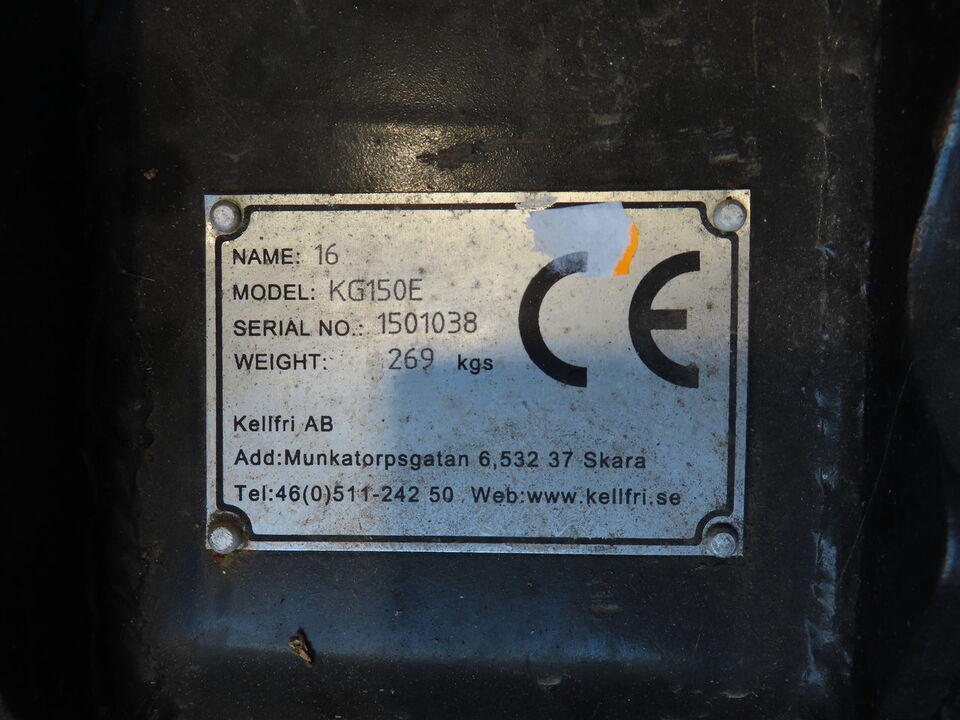 NAME: 16
MODEL: KG150E
SERIAL NO.: 1501038
WEIGHT: 269 kgs
CE
Kellfri AB
Add:Munkatorpsgatan 6,532 37 Skara
Tel:46(0)511-242 50 Web:www.kellfri.se